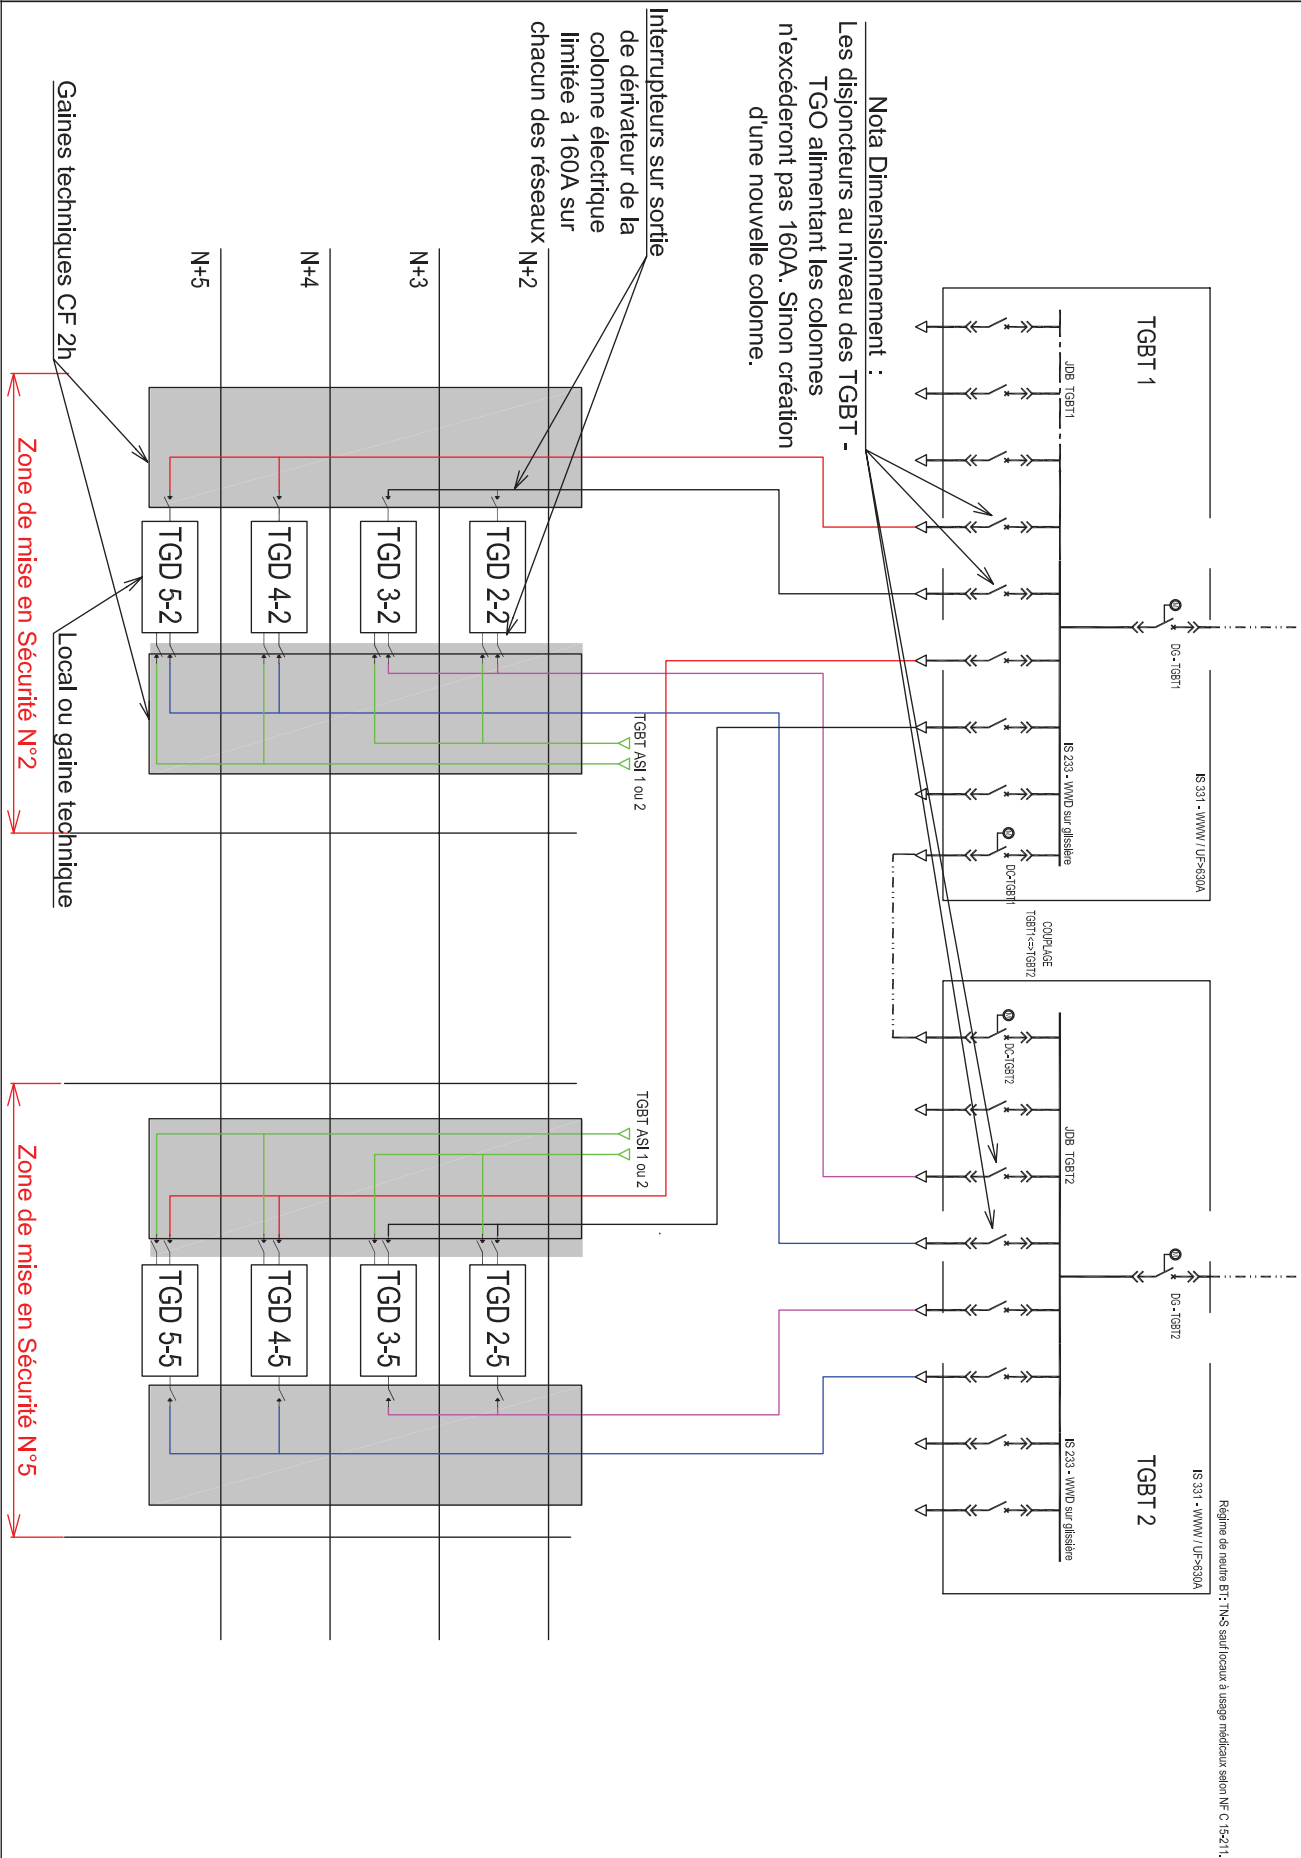 Régime de neutre BT: TN-S sauf locaux à usage médicaux selon NF C 15-211.
TGBT 1
IS 331 - WWW / UF>630A
DG - TGBT1
JDB TGBT1
IS 233 - WWD sur glissière
DC-TGBT1
COUPLAGE
TGBT1<=>TGBT2
TGBT 2
IS 331 - WWW / UF>630A
DG - TGBT2
JDB TGBT2
IS 233 - WWD sur glissière
DC-TGBT2
Nota Dimensionnement :
Les disjoncteurs au niveau des TGBT -
TGO alimentant les colonnes
n'excéderont pas 160A. Sinon création
d'une nouvelle colonne.
Interrupteurs sur sortie
de dérivateur de la
colonne électrique
limitée à 160A sur
chacun des réseaux
TGBT ASI 1 ou 2
TGBT ASI 1 ou 2
N+2
TGD 2-2
TGD 2-5
N+3
TGD 3-2
TGD 3-5
N+4
TGD 4-2
TGD 4-5
N+5
TGD 5-2
TGD 5-5
Gaines techniques CF 2h
Local ou gaine technique
Zone de mise en Sécurité N°2
Zone de mise en Sécurité N°5